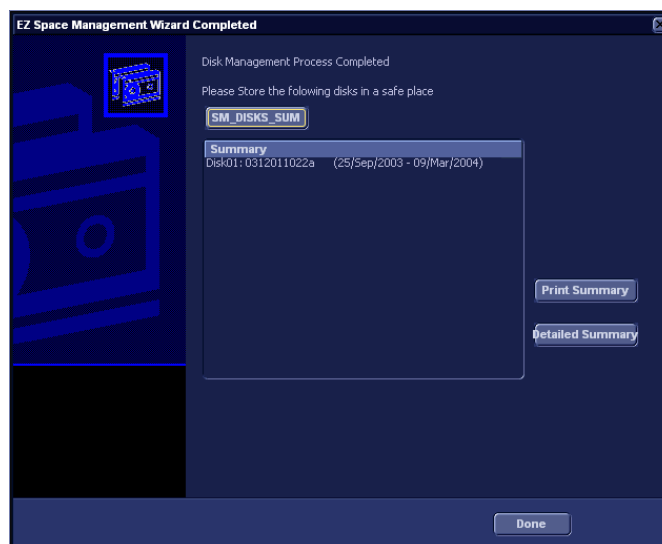 EZ Space Management Wizard Completed
Disk Management Process Completed
Please Store the folowing disks in a safe place
SM_DISKS_SUM
Summary
Disk01: 0312011022a (25/Sep/2003 - 09/Mar/2004)
Print Summary
Detailed Summary
Done